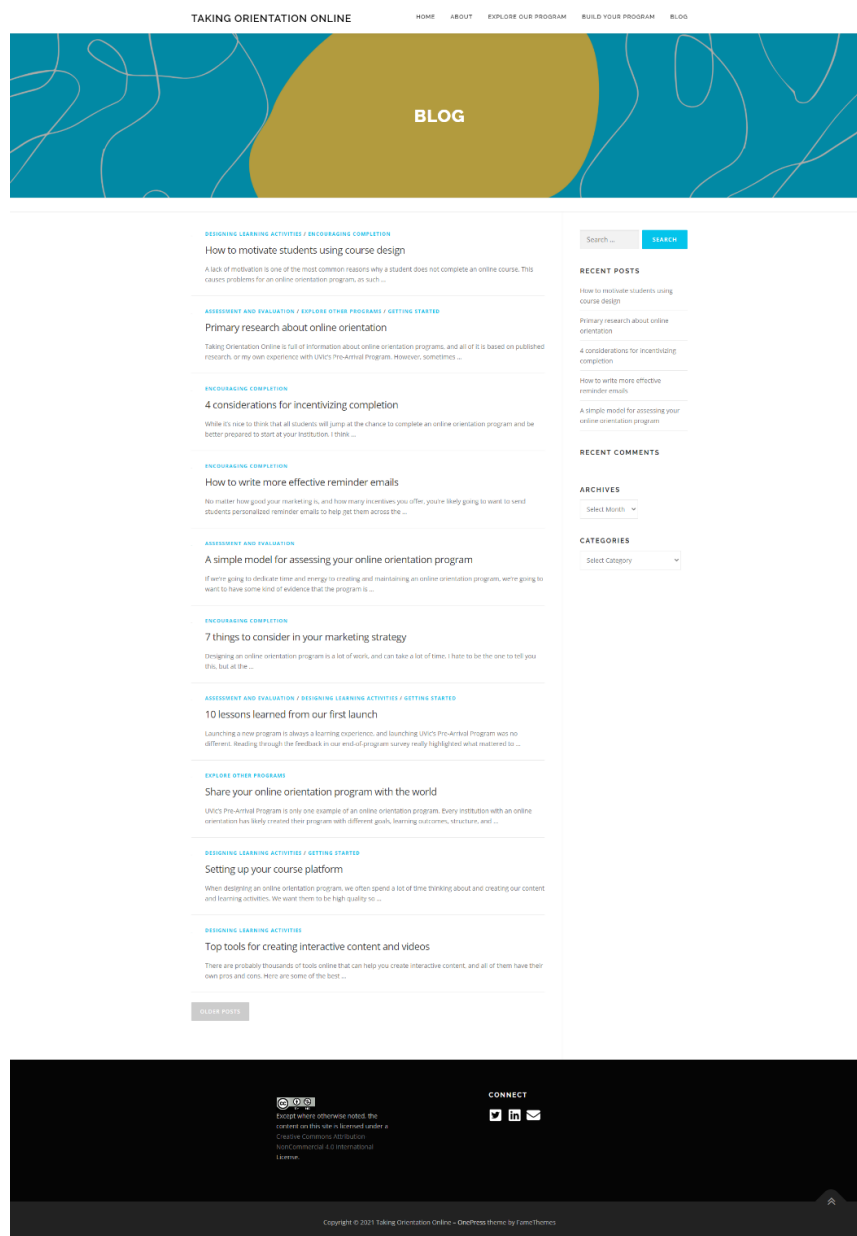 TAKING ORIENTATION ONLINE
HOME ABOUT EXPLORE OUR PROGRAM BUILD YOUR PROGRAM BLOG
BLOG
DESIGNING LEARNING ACTIVITIES / ENCOURAGING COMPLETION
How to motivate students using course design
A lack of motivation is one of the most common reasons why a student does not complete an online course. This
causes problems for an online orientation program, as such ...
ASSESSMENT AND EVALUATION / EXPLORE OTHER PROGRAMS / GETTING STARTED
Primary research about online orientation
Taking Orientation Online is full of information about online orientation programs, and all of it is based on published
research, or my own experience with UVic's Pre-Arrival Program. However, sometimes ...
ENCOURAGING COMPLETION
4 considerations for incentivizing completion
While it's nice to think that all students will jump at the chance to complete an online orientation program and be
better prepared to start at your institution, I think ...
ENCOURAGING COMPLETION
How to write more effective reminder emails
No matter how good your marketing is, and how many incentives you offer, you're likely going to want to send
students personalized reminder emails to help get them across the ...
ASSESSMENT AND EVALUATION
A simple model for assessing your online orientation program
If we're going to dedicate time and energy to creating and maintaining an online orientation program, we're going to
want to have some kind of evidence that the program is ...
ENCOURAGING COMPLETION
7 things to consider in your marketing strategy
Designing an online orientation program is a lot of work, and can take a lot of time. I hate to be the one to tell you
this, but at the ...
ASSESSMENT AND EVALUATION / DESIGNING LEARNING ACTIVITIES / GETTING STARTED
10 lessons learned from our first launch
Launching a new program is always a learning experience, and launching UVic's Pre-Arrival Program was no
different. Reading through the feedback in our end-of-program survey really highlighted what mattered to ...
EXPLORE OTHER PROGRAMS
Share your online orientation program with the world
UVic's Pre-Arrival Program is only one example of an online orientation program. Every institution with an online
orientation has likely created their program with different goals, learning outcomes, structure, and ...
DESIGNING LEARNING ACTIVITIES / GETTING STARTED
Setting up your course platform
When designing an online orientation program, we often spend a lot of time thinking about and creating our content
and learning activities. We want them to be high quality so ...
DESIGNING LEARNING ACTIVITIES
Top tools for creating interactive content and videos
There are probably thousands of tools online that can help you create interactive content, and all of them have their
own pros and cons. Here are some of the best ...
OLDER POSTS
Search ...
SEARCH
RECENT POSTS
How to motivate students using
course design
Primary research about online
orientation
4 considerations for incentivizing
completion
How to write more effective
reminder emails
A simple model for assessing your
online orientation program
RECENT COMMENTS
ARCHIVES
Select Month
CATEGORIES
Select Category
cc
BY NC
Except where otherwise noted, the
content on this site is licensed under a
Creative Commons Attribution
NonCommercial 4.0 International
License.
CONNECT
Copyright © 2021 Taking Orientation Online – OnePress theme by FameThemes